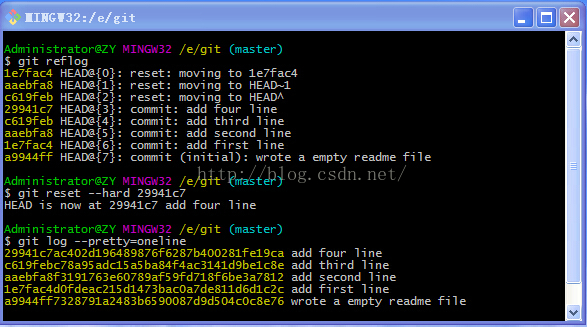 MINGW32:/e/git
Administrator@ZY MINGW32 /e/git (master)
$ git reflog
1e7fac4 HEAD@{0}: reset: moving to 1e7fac4
aaebfa8 HEAD@{1}: reset: moving to HEAD~1
c619feb HEAD@{2}: reset: moving to HEAD^
29941c7 HEAD@{3}: commit: add four line
c619feb HEAD@{4}: commit: add third line
aaebfa8 HEAD@{5}: commit: add second line
1e7fac4 HEAD@{6}: commit: add first line
a9944ff HEAD@{7}: commit (initial): wrote a empty readme file
http://blog.csdn.net/
Administrator@ZY MINGW32 /e/git (master)
$ git reset --hard 29941c7
HEAD is now at 29941c7 add four line
Administrator@ZY MINGW32 /e/git (master)
$ git log --pretty=oneline
29941c7ac402d196489876f6287b400281fe19ca add four line
c619febc78a95adc15a5ba84f4ac3141d9be1c8e add third line
aaebfa8f3191763e60789af59fd718f6be3a7812 add second line
1e7fac4d0fdeac215d1473bac0a7de811d6d1c2c add first line
a9944ff7328791a2483b6590087d9d504c0c8e76 wrote a empty readme file